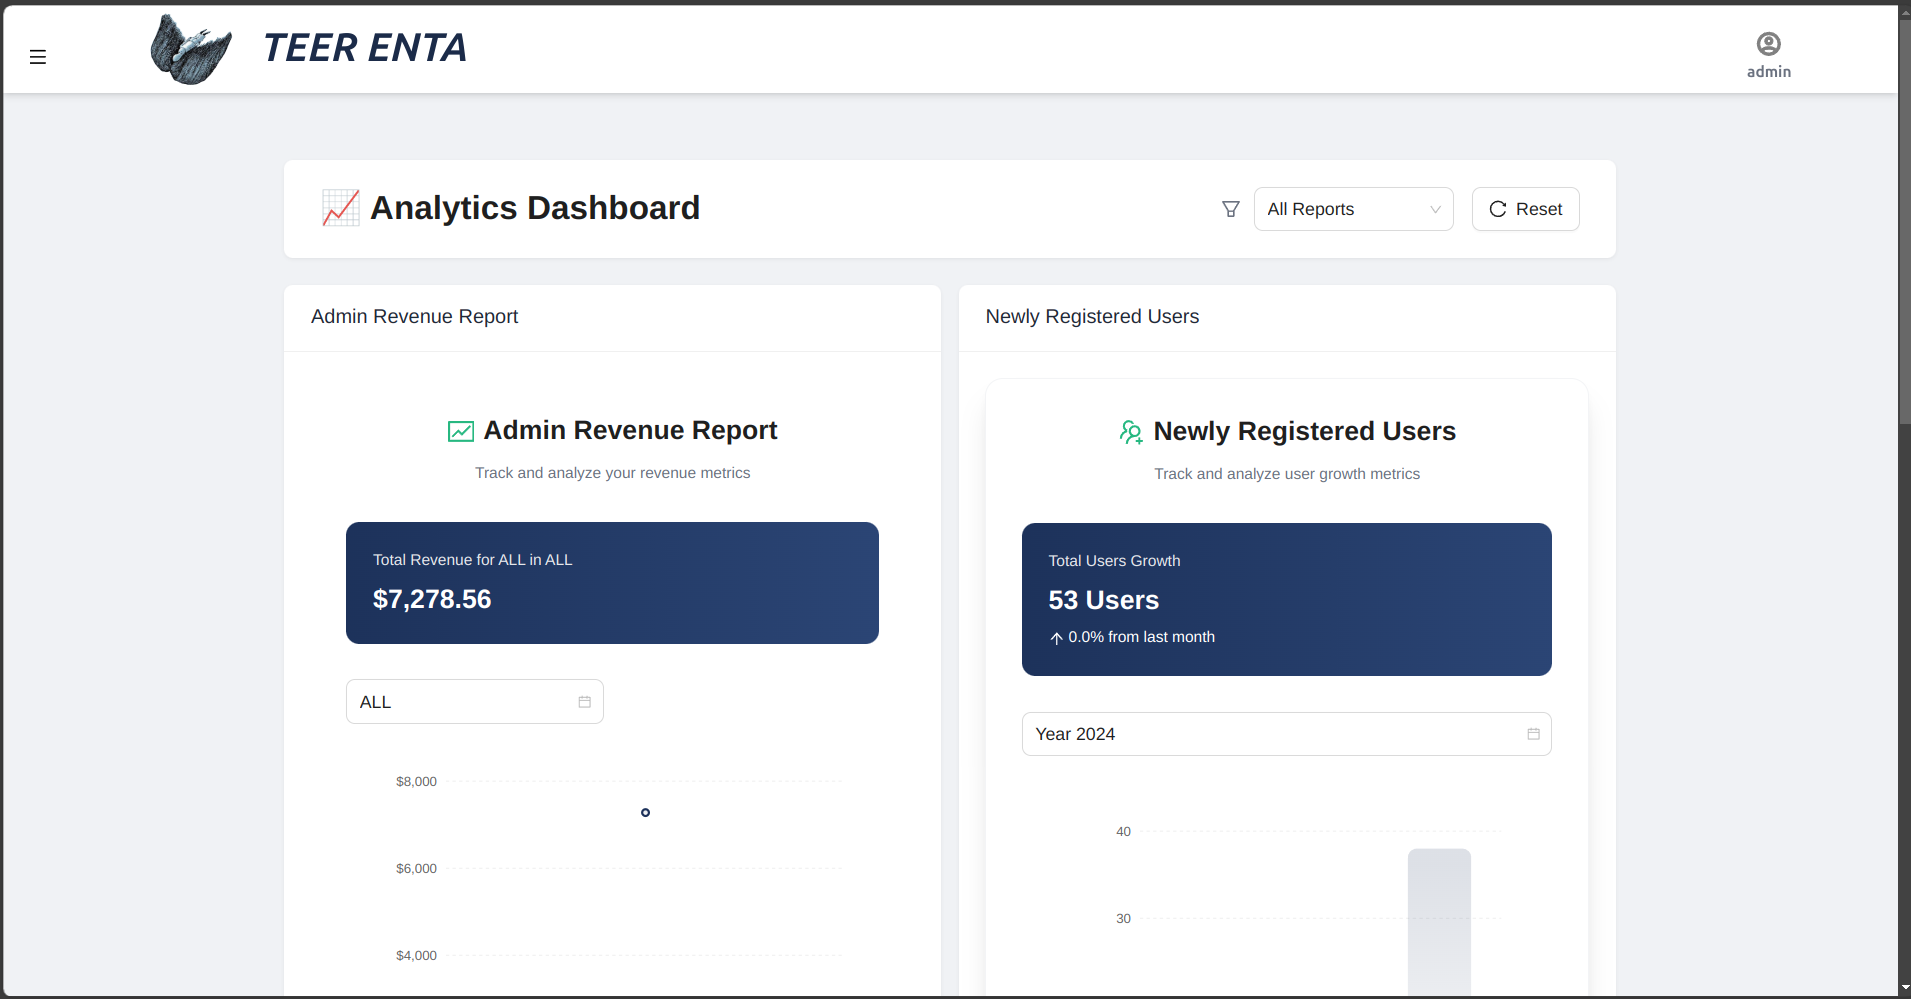 TEER ENTA
admin
Analytics Dashboard
All Reports
Reset
Admin Revenue Report
Admin Revenue Report
Track and analyze your revenue metrics
Total Revenue for ALL in ALL
$7,278.56
ALL
$8,000
$6,000
$4,000
Newly Registered Users
Newly Registered Users
Track and analyze user growth metrics
Total Users Growth
53 Users
0.0% from last month
Year 2024
40
30